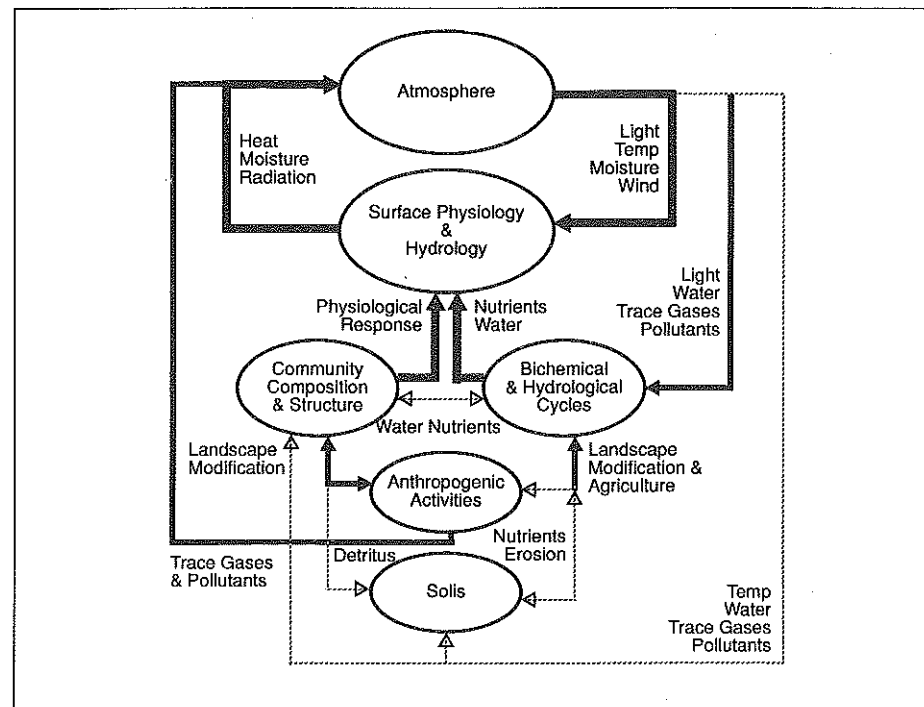 Atmosphere
Heat
Moisture
Radiation
Light
Temp
Moisture
Wind
Surface Physiology
&
Hydrology
Light
Water
Trace Gases
Pollutants
Physiological
Response
Nutrients
Water
Community
Composition
& Structure
Bichemical
& Hydrological
Cycles
Water Nutrients
Landscape
Modification
Landscape
Modification &
Agriculture
Anthropogenic
Activities
Nutrients
Erosion
Trace Gases
& Pollutants
Detritus
Solis
Temp
Water
Trace Gases
Pollutants